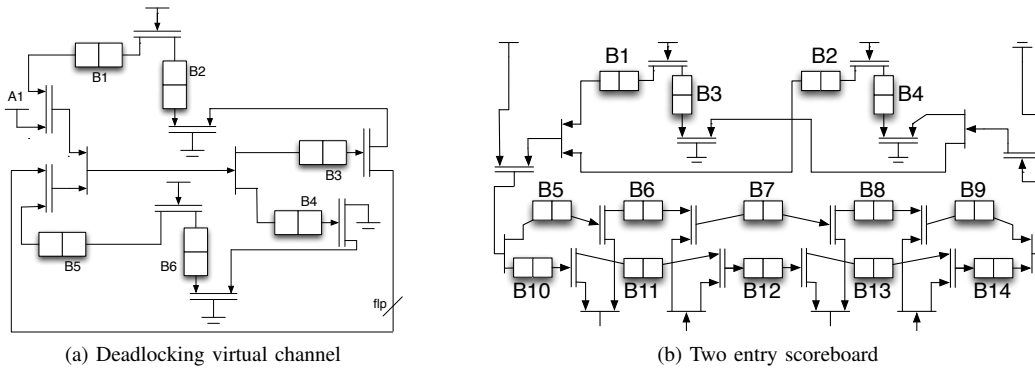 B1
B2
A1
B3
B4
B5
B6
flp
(a) Deadlocking virtual channel
B1
B2
B3
B4
B5
B6
B7
B8
B9
B10
B11
B12
B13
B14
(b) Two entry scoreboard